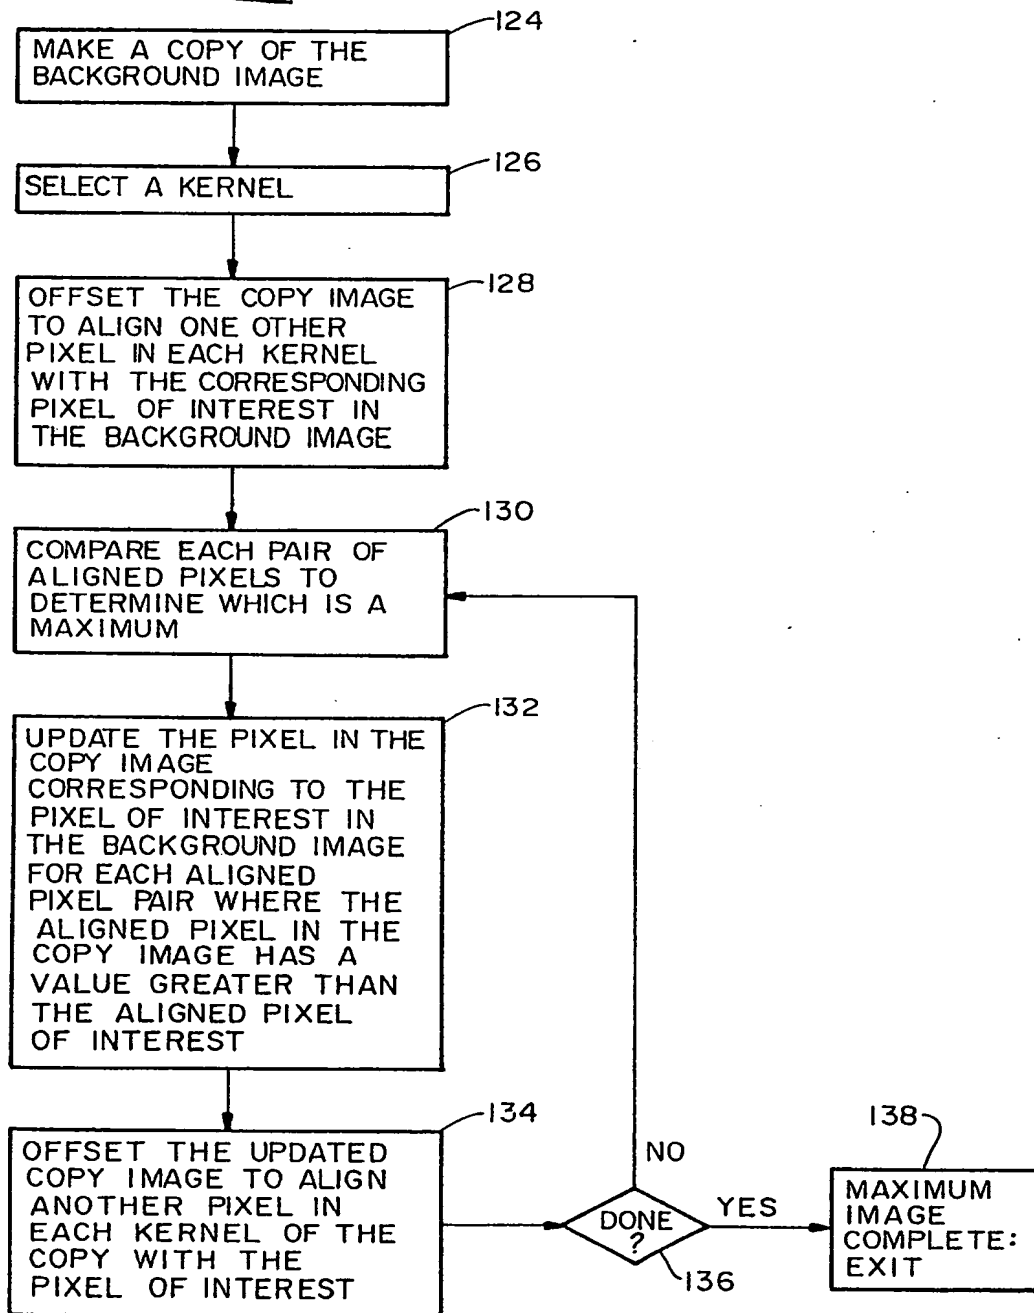 124
MAKE A COPY OF THE
BACKGROUND IMAGE
126
SELECT A KERNEL
128
OFFSET THE COPY IMAGE
TO ALIGN ONE OTHER
PIXEL IN EACH KERNEL
WITH THE CORRESPONDING
PIXEL OF INTEREST IN
THE BACKGROUND IMAGE
130
COMPARE EACH PAIR OF
ALIGNED PIXELS TO
DETERMINE WHICH IS A
MAXIMUM
132
UPDATE THE PIXEL IN THE
COPY IMAGE
CORRESPONDING TO THE
PIXEL OF INTEREST IN
THE BACKGROUND IMAGE
FOR EACH ALIGNED
PIXEL PAIR WHERE THE
ALIGNED PIXEL IN THE
COPY IMAGE HAS A
VALUE GREATER THAN
THE ALIGNED PIXEL
OF INTEREST
134
OFFSET THE UPDATED
COPY IMAGE TO ALIGN
ANOTHER PIXEL IN
EACH KERNEL OF THE
COPY WITH THE
PIXEL OF INTEREST
NO
DONE
?
YES
136
138
MAXIMUM
IMAGE
COMPLETE:
EXIT